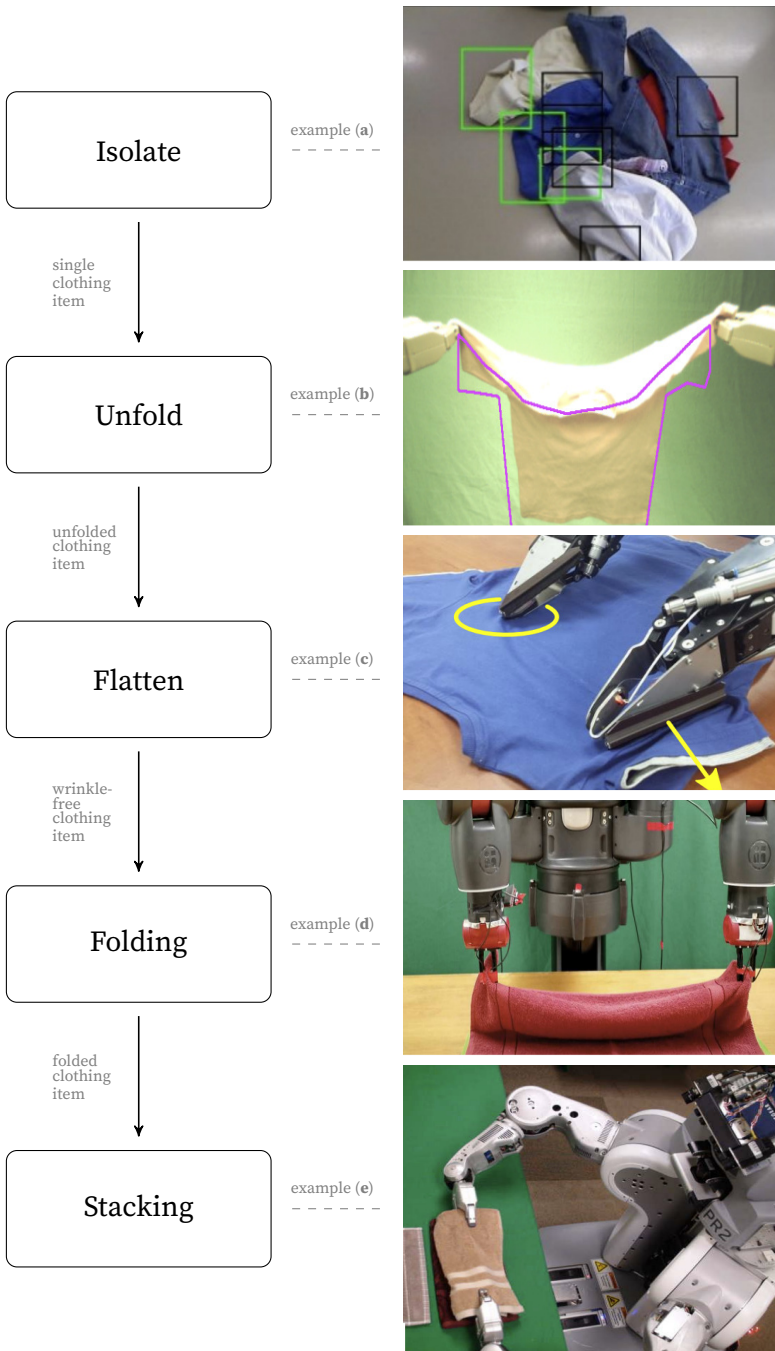 Isolate
example (a)
single
clothing
item
Unfold
example (b)
unfolded
clothing
item
Flatten
example (c)
wrinkle-
free
clothing
item
Folding
example (d)
folded
clothing
item
Stacking
example (e)
PR2